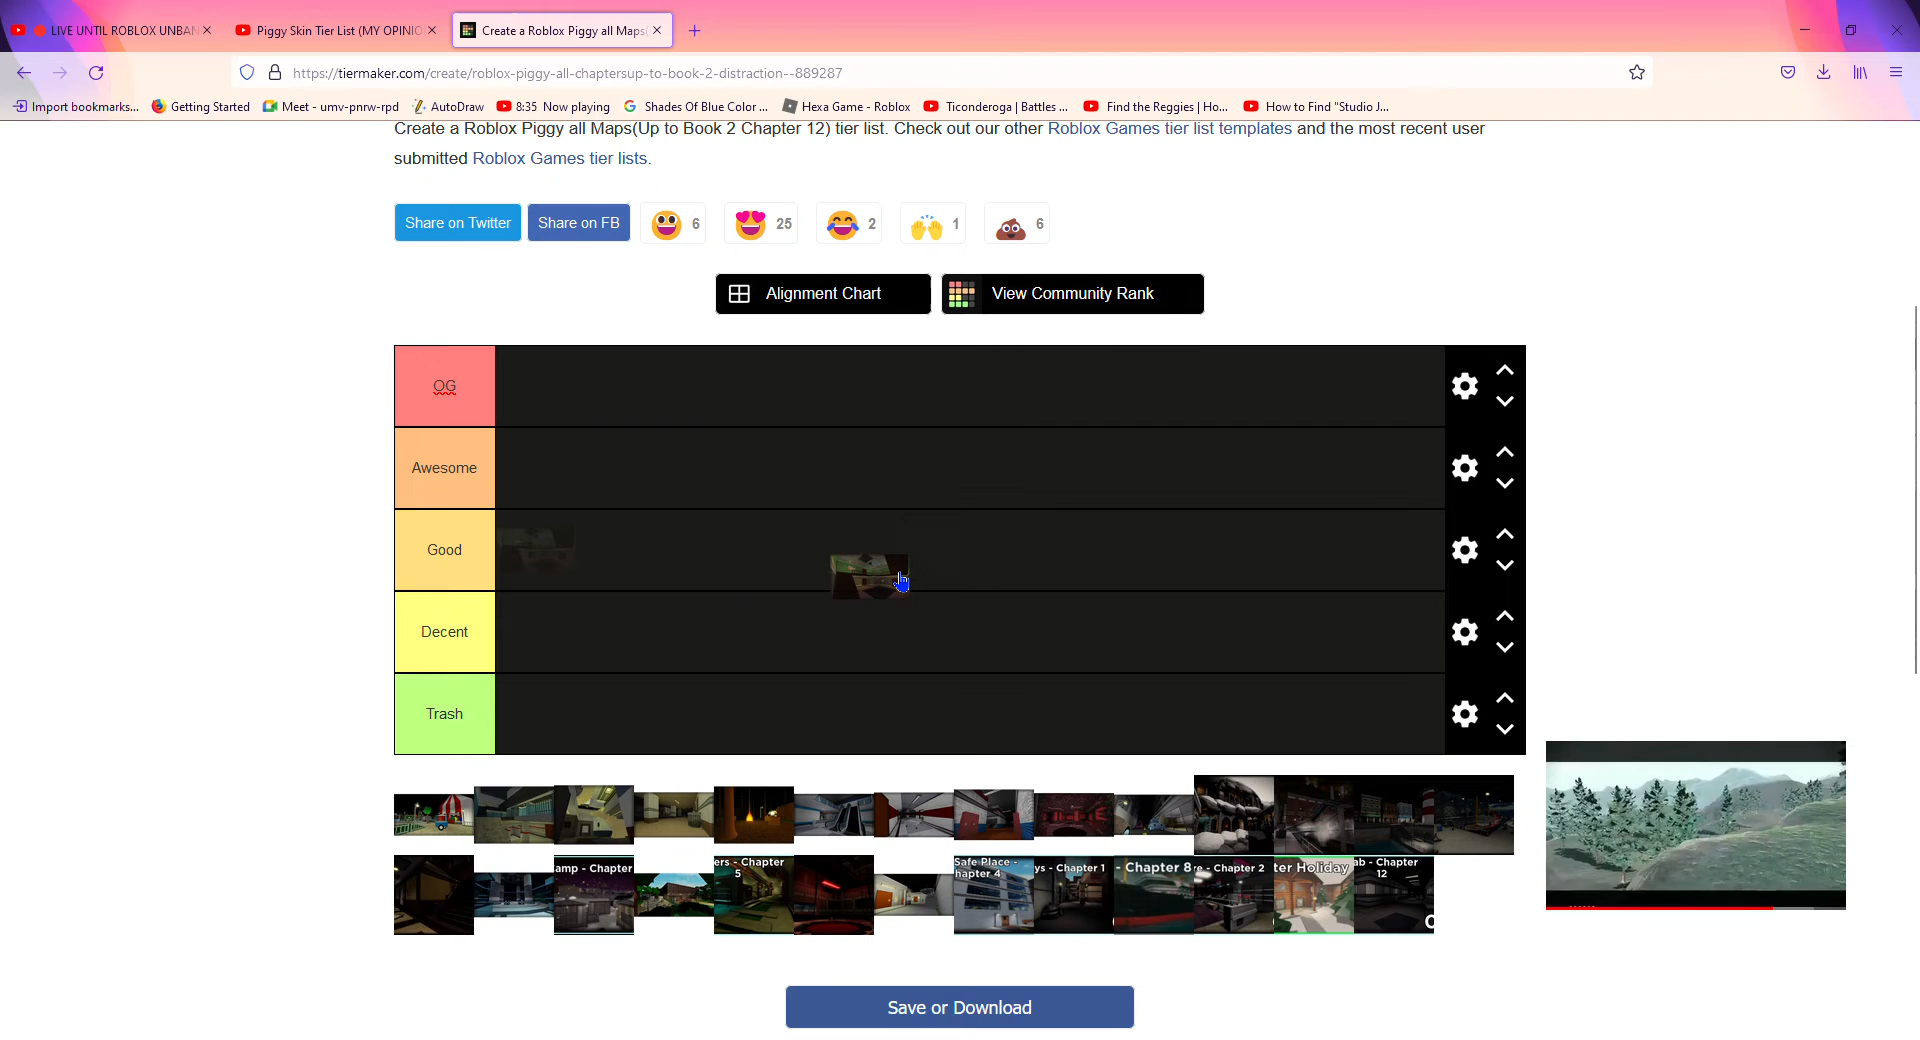 LIVE UNTIL ROBLOX UNBAN
Piggy Skin Tier List (MY OPINIO
Create a Roblox Piggy all Maps(
https://tiermaker.com/create/roblox-piggy-all-chaptersup-to-book-2-distraction--889287
Import bookmarks... Getting Started Meet - umv-pnrw-rpd AutoDraw 8:35 Now playing Shades Of Blue Color ... Hexa Game - Roblox Ticonderoga | Battles ... Find the Reggies | Ho... How to Find "Studio J...
Create a Roblox Piggy all Maps(Up to Book 2 Chapter 12) tier list. Check out our other Roblox Games tier list templates and the most recent user
submitted Roblox Games tier lists.
Share on Twitter Share on FB 6 25 2 1 6
Alignment Chart View Community Rank
OG
Awesome
Good
Decent
Trash
amp - Chapter
ers - Chapter
5
Safe Place -
hapter 4
ys - Chapter 1
- Chapter 8
re - Chapter 2
ter Holiday
ab - Chapter
12
Save or Download